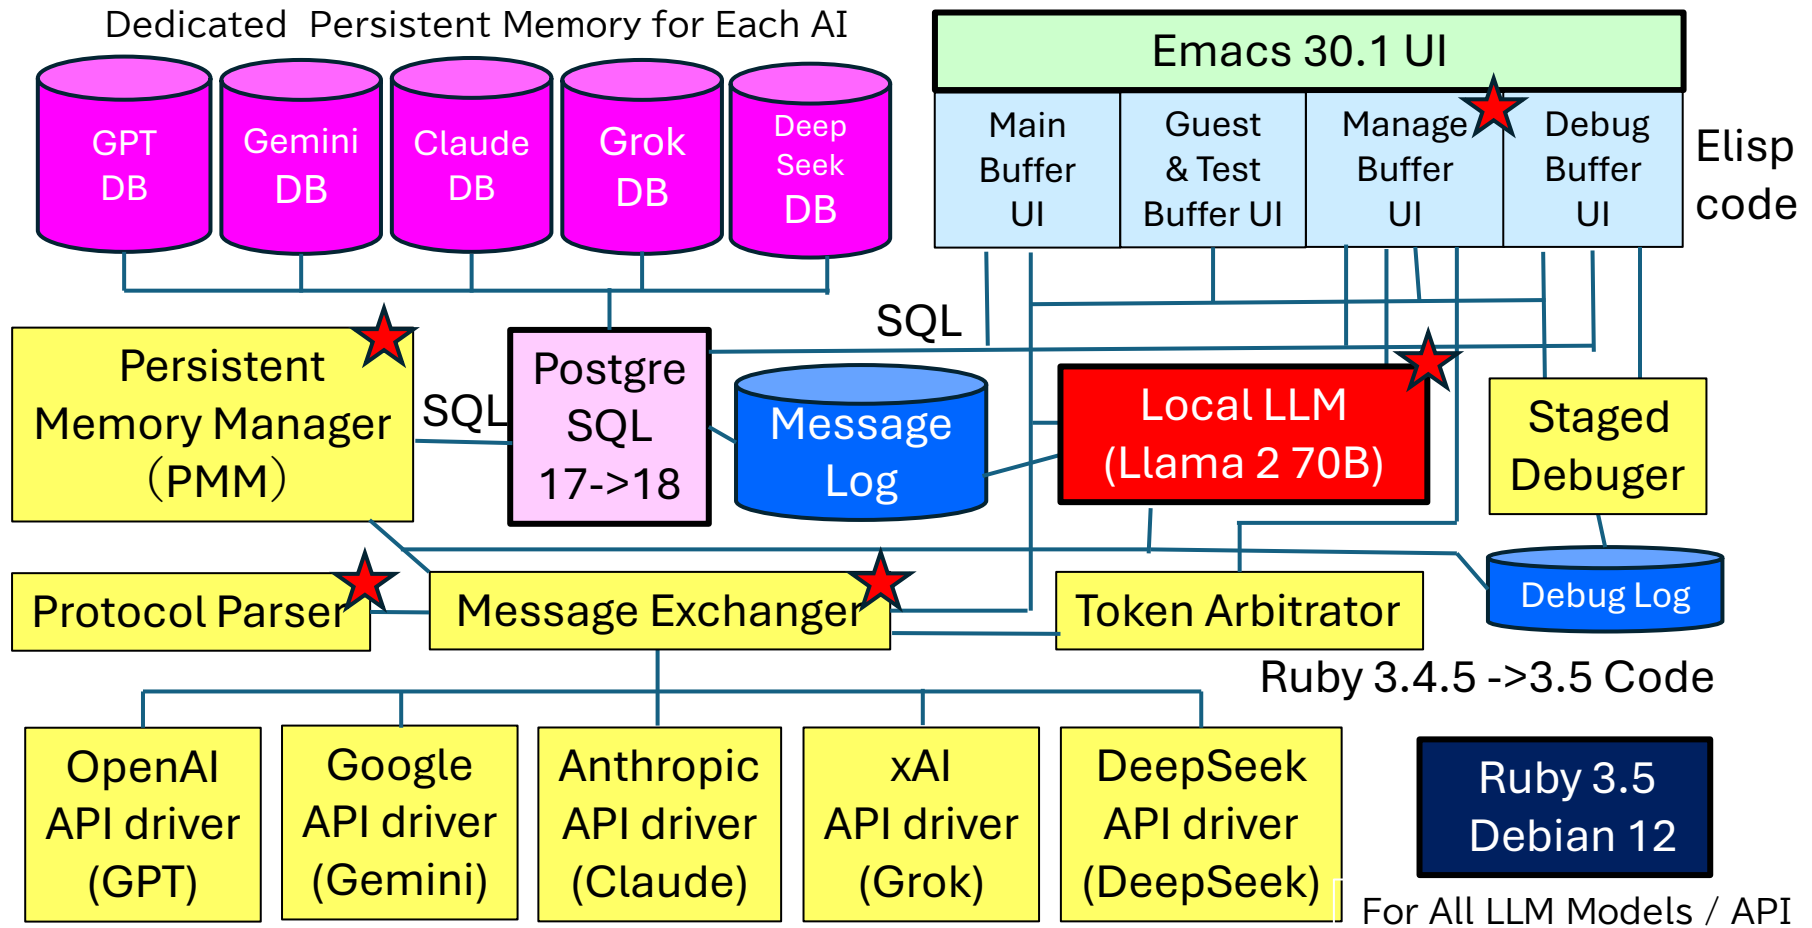 Dedicated  Persistent Memory for Each AI
GPT
DB
Gemini
DB
Claude
DB
Grok
DB
Deep
Seek
DB
Emacs 30.1 UI
Main
Buffer
UI
Guest
& Test
Buffer UI
Manage
Buffer
UI
Debug
Buffer
UI
Elisp
code
Persistent
Memory Manager
（PMM）
SQL
Postgre
SQL
17->18
SQL
Message
Log
Local LLM
(Llama 2 70B)
Staged
Debuger
Protocol Parser
Message Exchanger
Token Arbitrator
Debug Log
Ruby 3.4.5 ->3.5 Code
OpenAI
API driver
(GPT)
Google
API driver
(Gemini)
Anthropic
API driver
(Claude)
xAI
API driver
(Grok)
DeepSeek
API driver
(DeepSeek)
Ruby 3.5
Debian 12
For All LLM Models / API